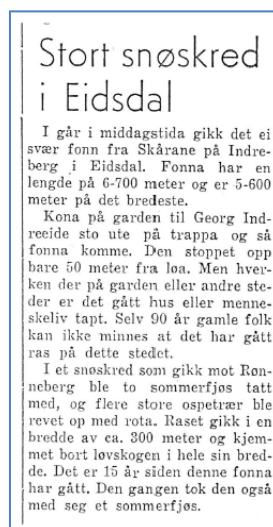 Stort snøskred
i Eidsdal
I går i middagstida gikk det ei
svær fonn fra Skårane på Indre-
berg i Eidsdal. Fonna har en
lengde på 6-700 meter og er 5-600
meter på det bredeste.
Kona på garden til Georg Ind-
reeide sto ute på trappa og så
fonna komme. Den stoppet opp
bare 50 meter fra løa. Men hver-
ken der på garden eller andre ste-
der er det gått hus eller menne-
skeliv tapt. Selv 90 år gamle folk
kan ikke minnes at det har gått
ras på dette stedet.
I et snøskred som gikk mot Røn-
neberg ble to sommerfjøs tatt
med, og flere store ospetrær ble
revet op med rota. Raset gikk i en
bredde av ca. 300 meter og kjem-
met bort løvskogen i hele sin bred-
de. Det er 15 år siden denne fonna
har gått. Den gangen tok den også
med seg et sommerfjøs.